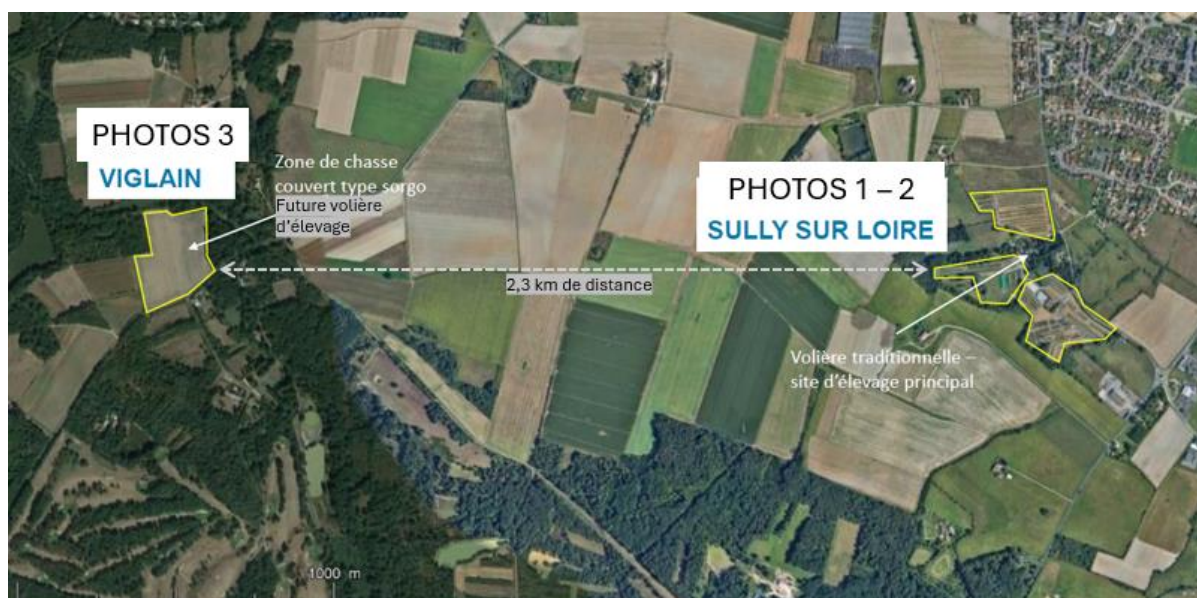 PHOTOS 3
VIGLAIN
Zone de chasse
couvert type sorgo
Future volière
d'élevage
PHOTOS 1 – 2
SULLY SUR LOIRE
2,3 km de distance
Volière traditionnelle –
site d'élevage principal
1000 m